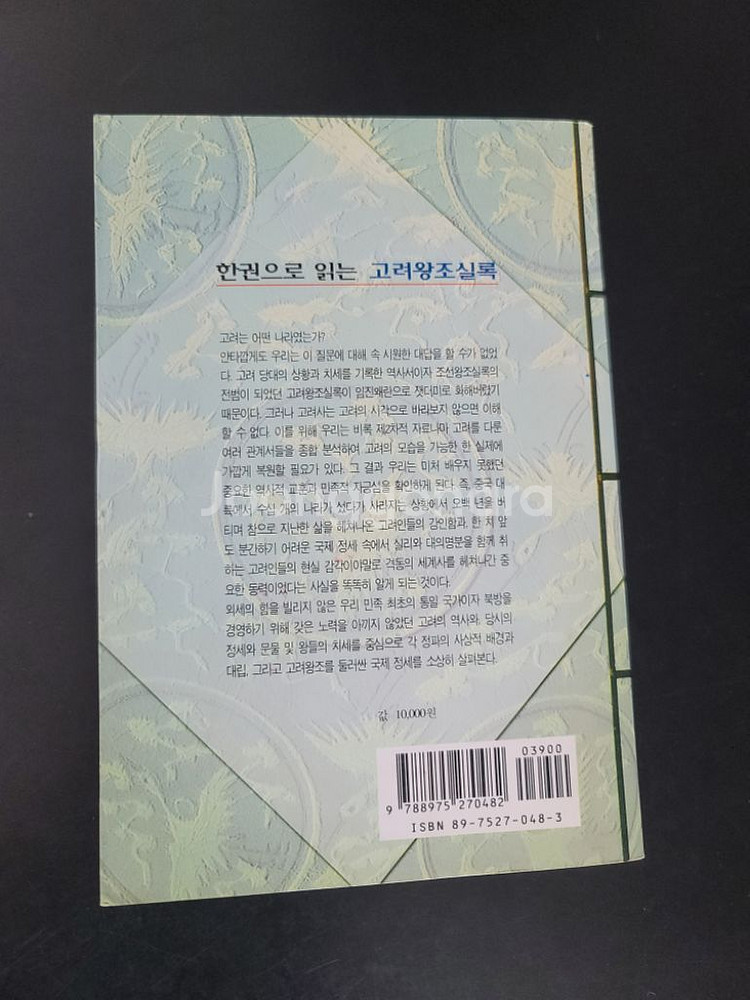 한권으로 읽는 고려왕조실록
고려는 어떤 나라였는가?
안타깝게도 우리는 이 질문에 대해 속 시원한 대답을 할 수가 없었
다. 고려 당대의 상황과 치세를 기록한 역사서이자 조선왕조실록의
전범이 되었던 고려왕조실록이 임진왜란으로 잿더미로 화해버렸기
때문이다. 그러나 고려사는 고려의 시각으로 바라보지 않으면 이해
할 수 없다. 이를 위해 우리는 비록 제2차적 자료나마 고려를 다룬
여러 관계서들을 종합 분석하여 고려의 모습을 가능한 한 실제에
가깝게 복원할 필요가 있다. 그 결과 우리는 미처 배우지 못했던
중요한 역사적 교훈과 민족적 자긍심을 확인하게 된다. 즉, 중국 대
륙에서 수십 개의 나라가 섰다가 사라지는 상황에서 오백 년을 버
티며 참으로 지난한 삶을 헤쳐나온 고려인들의 강인함과, 한 치 앞
도 분간하기 어려운 국제 정세 속에서 실리와 대의명분을 함께 취
하는 고려인들의 현실 감각이야말로 격동의 세계사를 헤쳐나간 중
요한 동력이었다는 사실을 똑똑히 알게 되는 것이다.
외세의 힘을 빌리지 않은 우리 민족 최초의 통일 국가이자 북방을
경영하기 위해 갖은 노력을 아끼지 않았던 고려의 역사와, 당시의
정세와 문물 및 왕들의 치세를 중심으로 각 정파의 사상적 배경과
대립, 그리고 고려왕조를 둘러싼 국제 정세를 소상히 살펴본다.
값 10,000원
03900
9 788975 270482
ISBN 89-7527-048-3